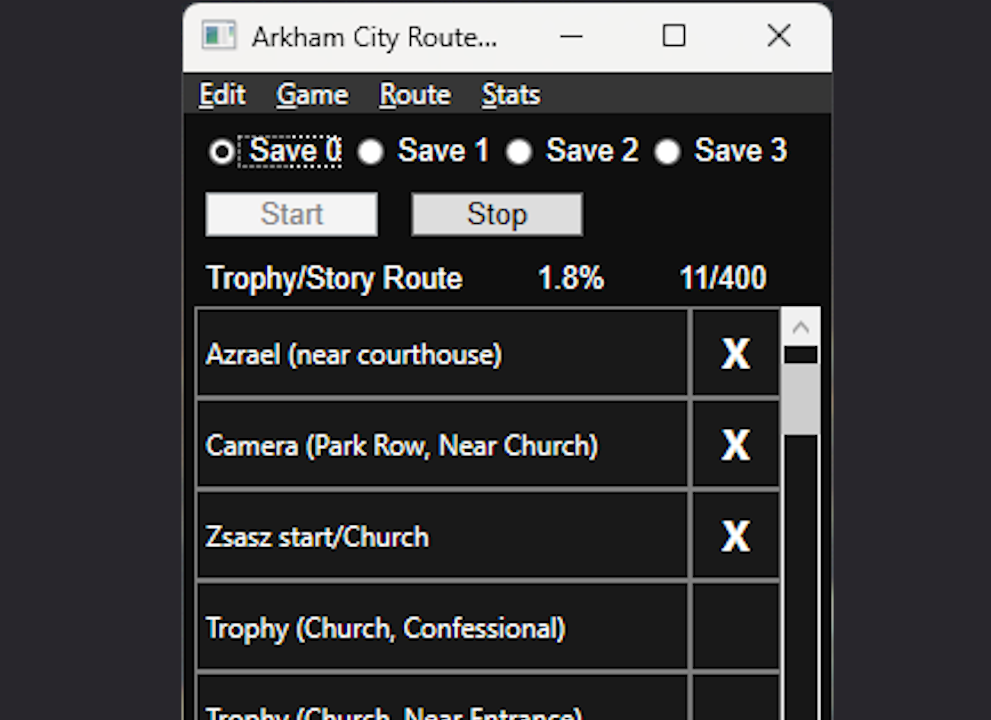 Arkham City Route...
Edit Game Route Stats
Save 0 Save 1 Save 2 Save 3
Start Stop
Trophy/Story Route 1.8% 11/400
Azrael (near courthouse) X
Camera (Park Row, Near Church) X
Zsasz start/Church X
Trophy (Church, Confessional)
Trophy (Church, Near Entrance)